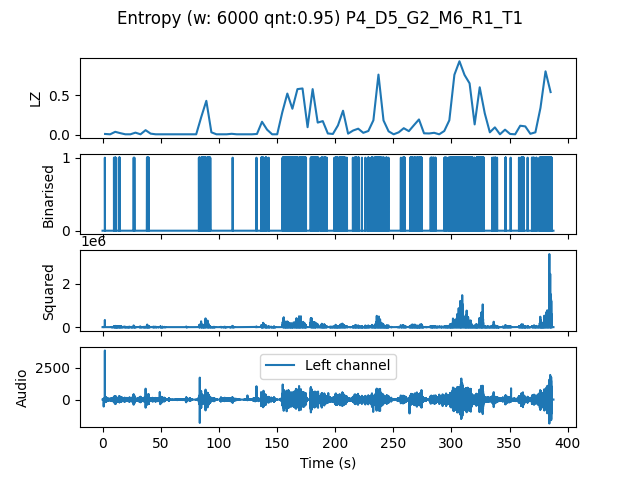 Entropy (w: 6000 qnt:0.95) P4_D5_G2_M6_R1_T1
LZ
0.5
0.0
Binarised
1
0
1e6
Squared
2
0
Audio
2500
0
Left channel
0 50 100 150 200 250 300 350 400
Time (s)